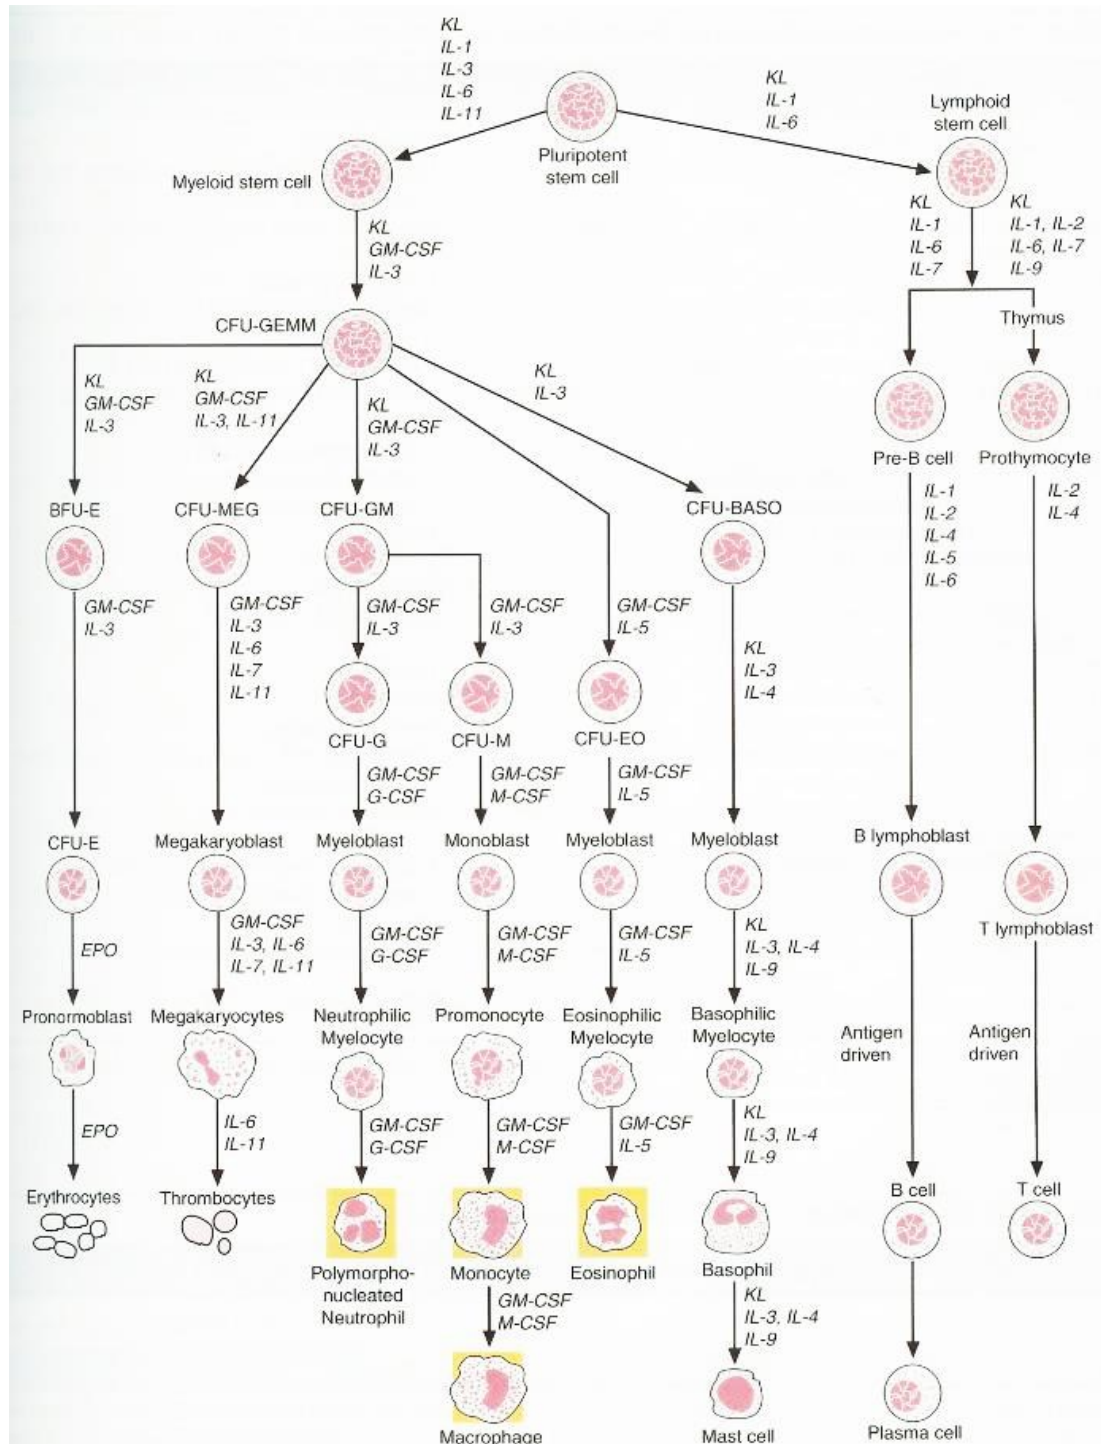 KL
IL-1
IL-3
IL-6
IL-11
Pluripotent
stem cell
KL
IL-1
IL-6
Lymphoid
stem cell
Myeloid stem cell
KL
GM-CSF
IL-3
KL
IL-1
IL-6
IL-7
KL
IL-1, IL-2
IL-6, IL-7
IL-9
Thymus
CFU-GEMM
KL
GM-CSF
IL-3
KL
GM-CSF
IL-3, IL-11
KL
GM-CSF
IL-3
KL
IL-3
Pre-B cell
Prothymocyte
BFU-E
CFU-MEG
CFU-GM
CFU-BASO
IL-1
IL-2
IL-4
IL-5
IL-6
IL-2
IL-4
GM-CSF
IL-3
GM-CSF
IL-3
IL-6
IL-7
IL-11
GM-CSF
IL-3
GM-CSF
IL-3
GM-CSF
IL-5
KL
IL-3
IL-4
CFU-G
CFU-M
CFU-EO
GM-CSF
G-CSF
GM-CSF
M-CSF
GM-CSF
IL-5
CFU-E
Megakaryoblast
Myeloblast
Monoblast
Myeloblast
Myeloblast
B lymphoblast
T lymphoblast
EPO
GM-CSF
IL-3, IL-6
IL-7, IL-11
GM-CSF
G-CSF
GM-CSF
M-CSF
GM-CSF
IL-5
KL
IL-3, IL-4
IL-9
Pronormoblast
Megakaryocytes
Neutrophilic
Myelocyte
Promonocyte
Eosinophilic
Myelocyte
Basophilic
Myelocyte
Antigen
driven
Antigen
driven
EPO
IL-6
IL-11
GM-CSF
G-CSF
GM-CSF
M-CSF
GM-CSF
IL-5
KL
IL-3, IL-4
IL-9
Erythrocytes
Thrombocytes
B cell
T cell
Polymorpho-
nucleated
Neutrophil
Monocyte
Eosinophil
Basophil
GM-CSF
M-CSF
KL
IL-3, IL-4
IL-9
Macrophage
Mast cell
Plasma cell